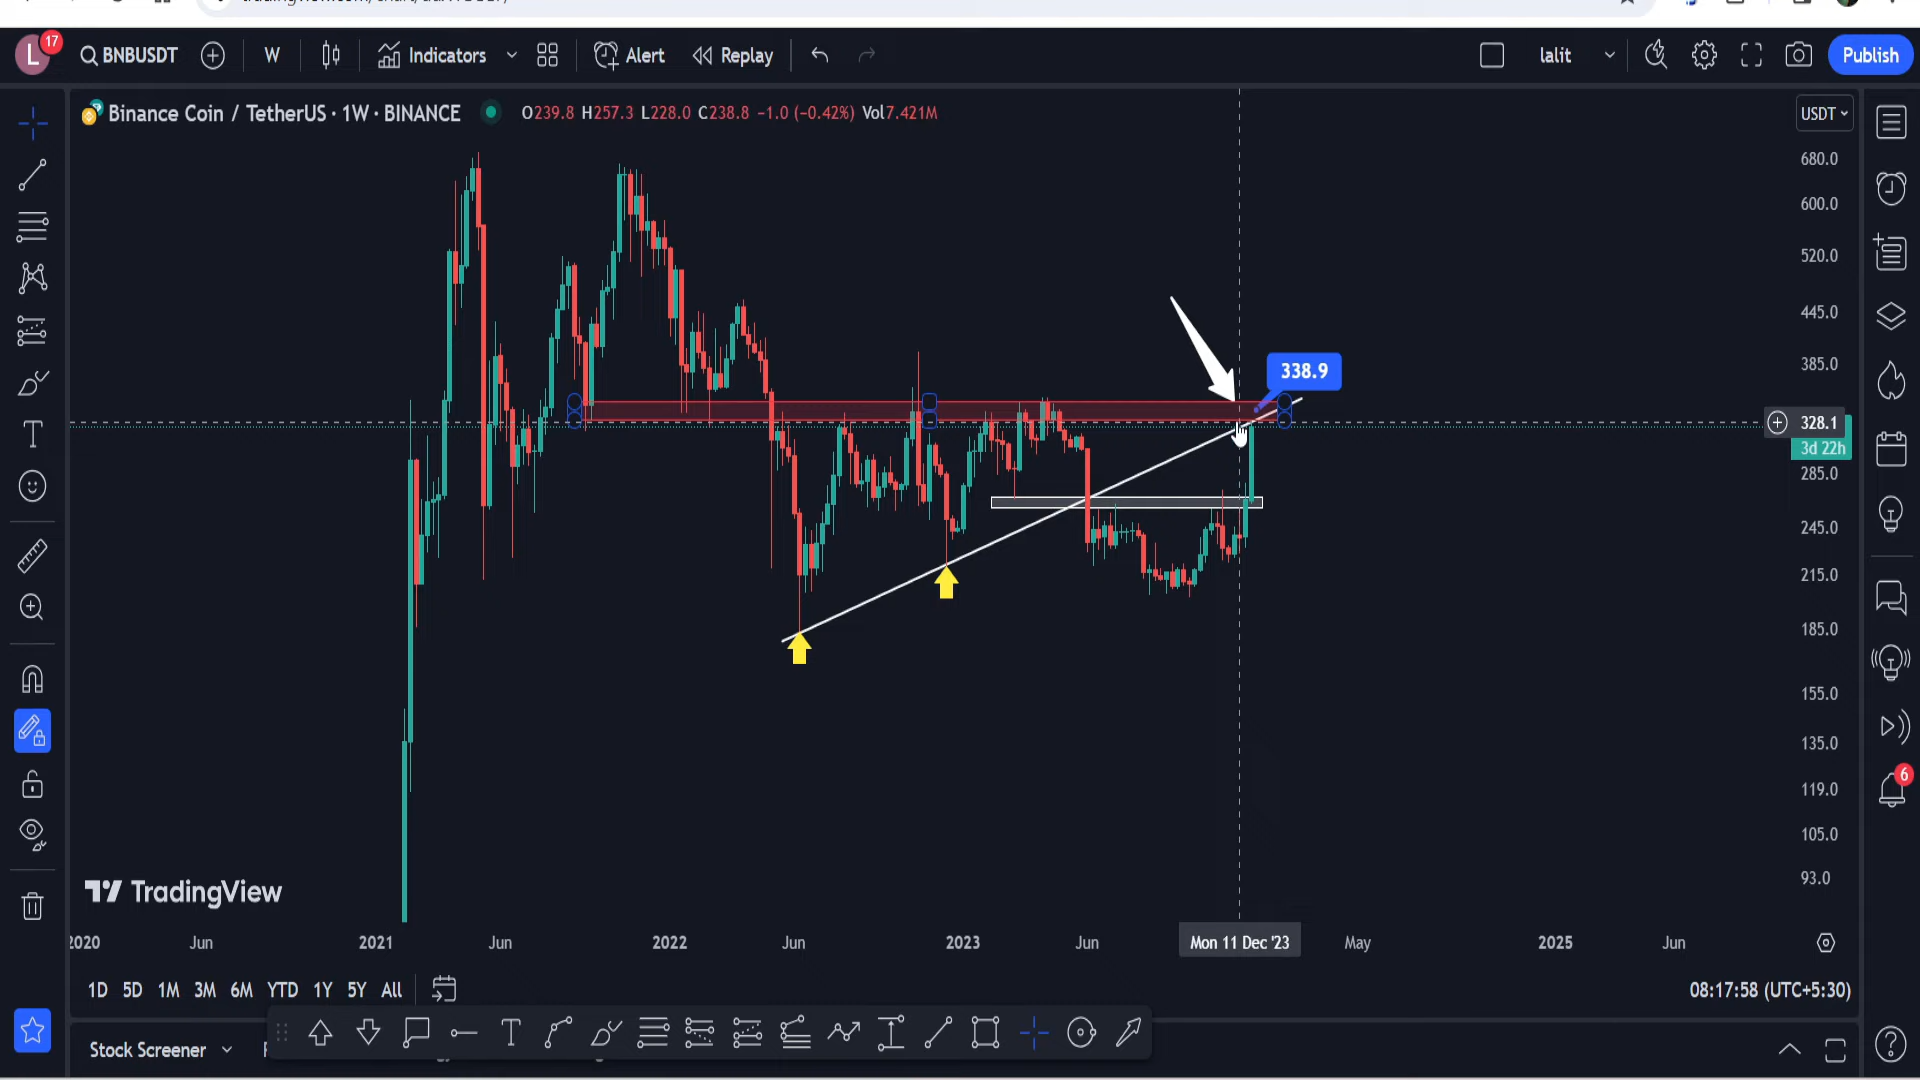 L 17 BNBUSDT W Indicators Alert Replay lalit Publish
Binance Coin / TetherUS · 1W · BINANCE O239.8 H257.3 L228.0 C238.8 −1.0 (−0.42%) Vol7.421M USDT
680.0
600.0
520.0
445.0
385.0
338.9
328.1
3d 22h
285.0
245.0
215.0
185.0
155.0
135.0
119.0
105.0
93.0
6
TradingView
2020 Jun 2021 Jun 2022 Jun 2023 Jun Mon 11 Dec '23 May 2025 Jun
1D 5D 1M 3M 6M YTD 1Y 5Y All 08:17:58 (UTC+5:30)
Stock Screener